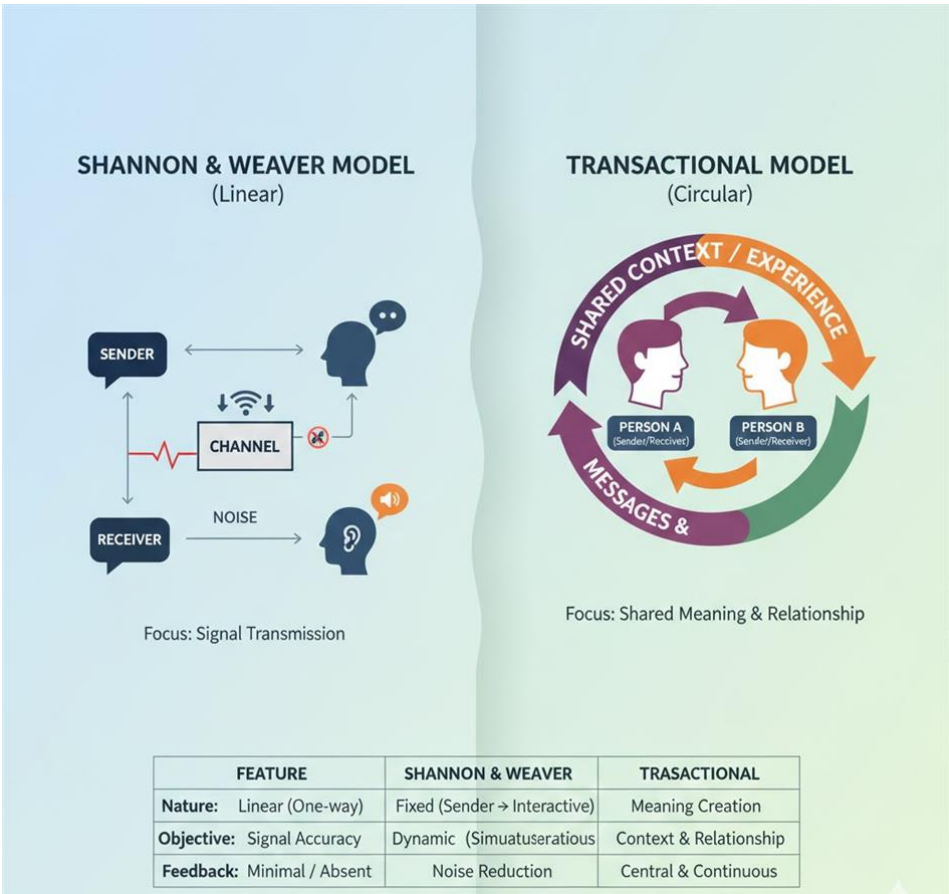 SHANNON & WEAVER MODEL
(Linear)
SENDER
CHANNEL
NOISE
RECEIVER
Focus: Signal Transmission
TRANSACTIONAL MODEL
(Circular)
SHARED CONTEXT / EXPERIENCE
PERSON A
(Sender/Receiver)
PERSON B
(Sender/Receiver)
MESSAGES &
Focus: Shared Meaning & Relationship
FEATURE SHANNON & WEAVER TRASACTIONAL
Nature: Linear (One-way) Fixed (Sender → Interactive) Meaning Creation
Objective: Signal Accuracy Dynamic (Simuatuseratious Context & Relationship
Feedback: Minimal / Absent Noise Reduction Central & Continuous